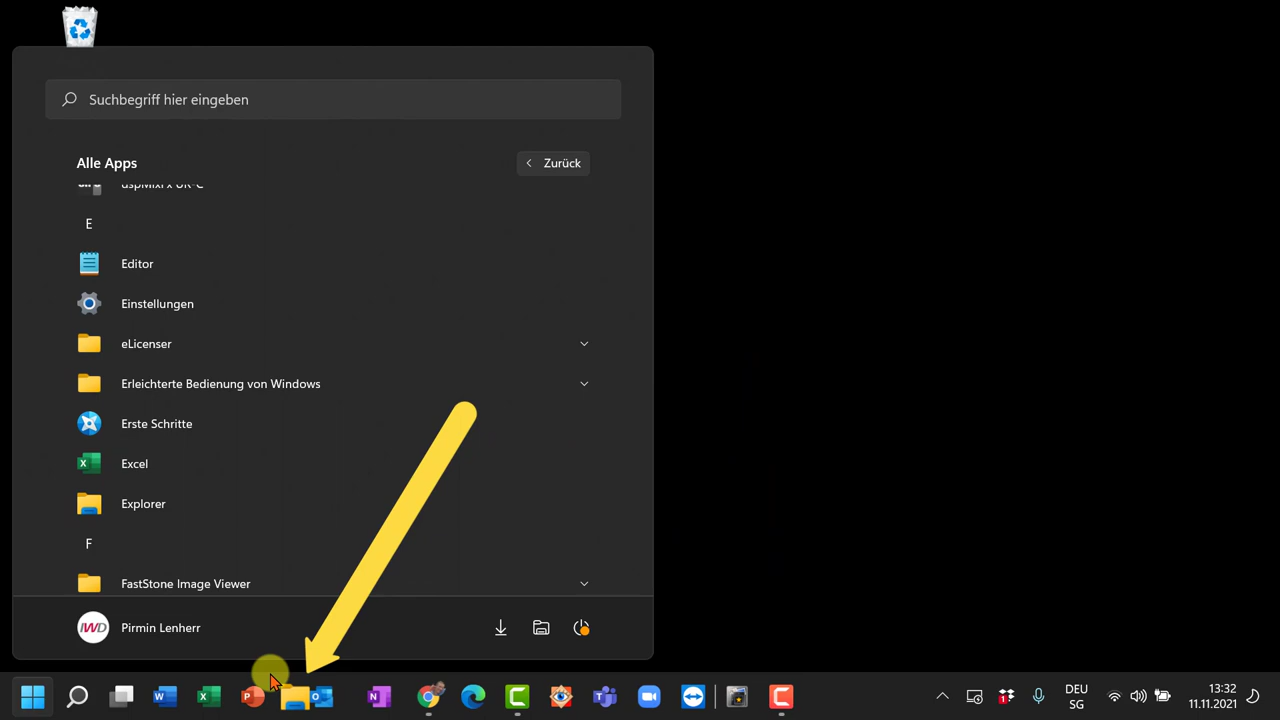 Suchbegriff hier eingeben
Alle Apps
Zurück
E
Editor
Einstellungen
eLicenser
Erleichterte Bedienung von Windows
Erste Schritte
Excel
Explorer
F
FastStone Image Viewer
IWD
Pirmin Lenherr
DEU
SG
13:32
11.11.2021